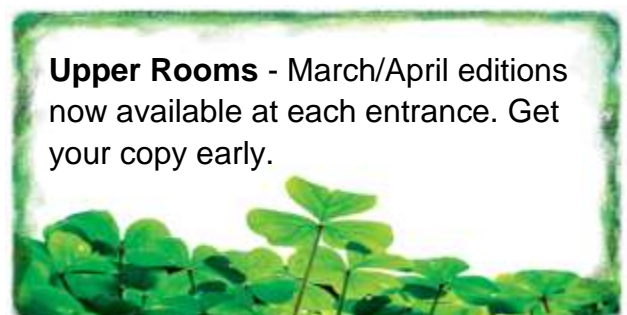 Upper Rooms - March/April editions
now available at each entrance. Get
your copy early.